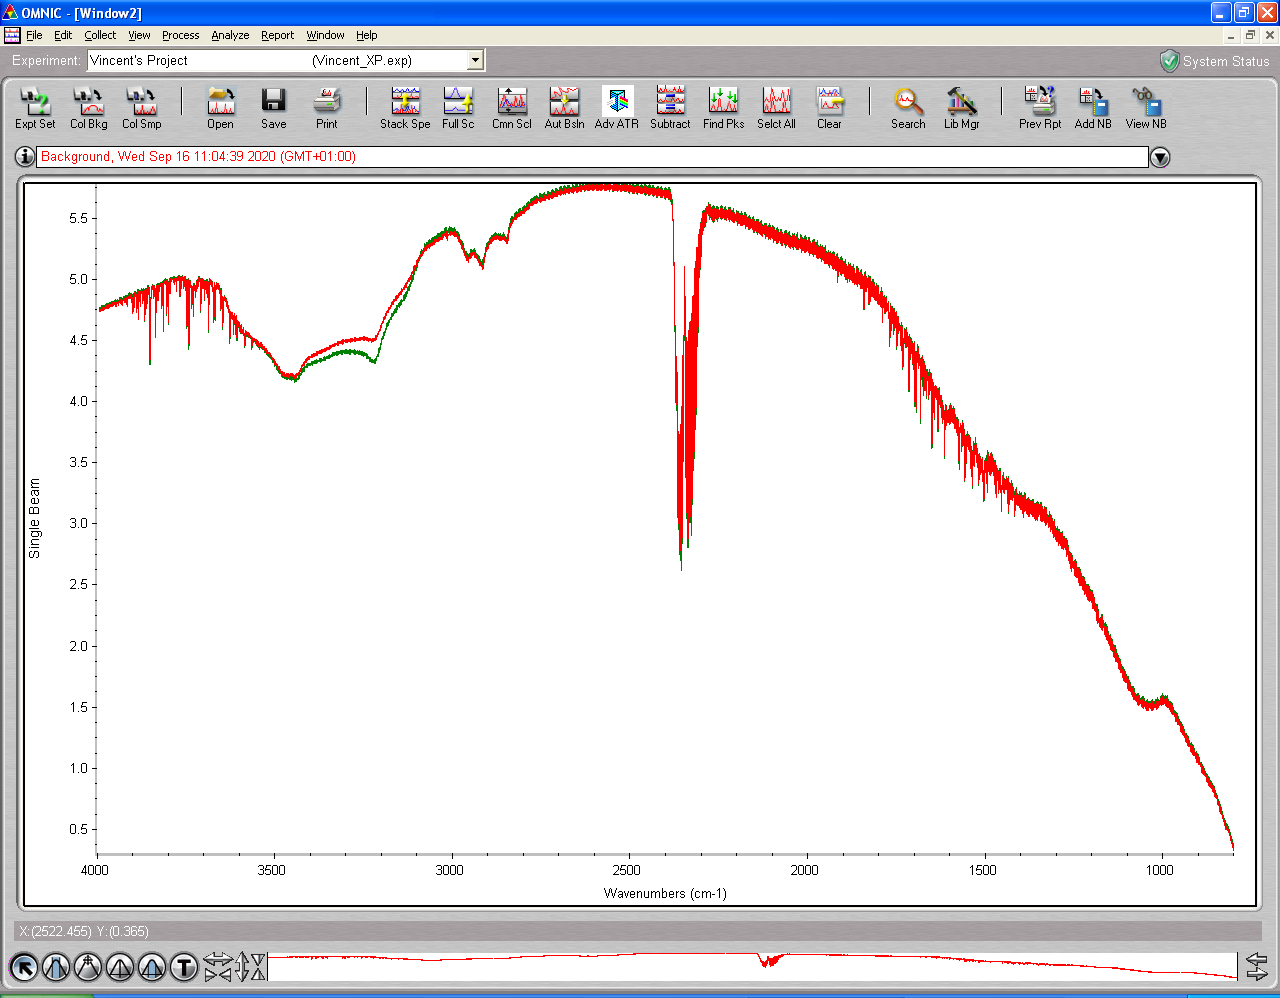 OMNIC - [Window2]
File Edit Collect View Process Analyze Report Window Help
Experiment: Vincent's Project (Vincent_XP.exp) System Status
Expt Set Col Bkg Col Smp Open Save Print Stack Spe Full Sc Cmn Scl Aut Bsln Adv ATR Subtract Find Pks Selct All Clear Search Lib Mgr Prev Rpt Add NB View NB
Background, Wed Sep 16 11:04:39 2020 (GMT+01:00)
5.5
5.0
4.5
4.0
3.5
3.0
2.5
2.0
1.5
1.0
0.5
Single Beam
4000 3500 3000 2500 2000 1500 1000
Wavenumbers (cm-1)
X:(2522.455) Y:(0.365)
T